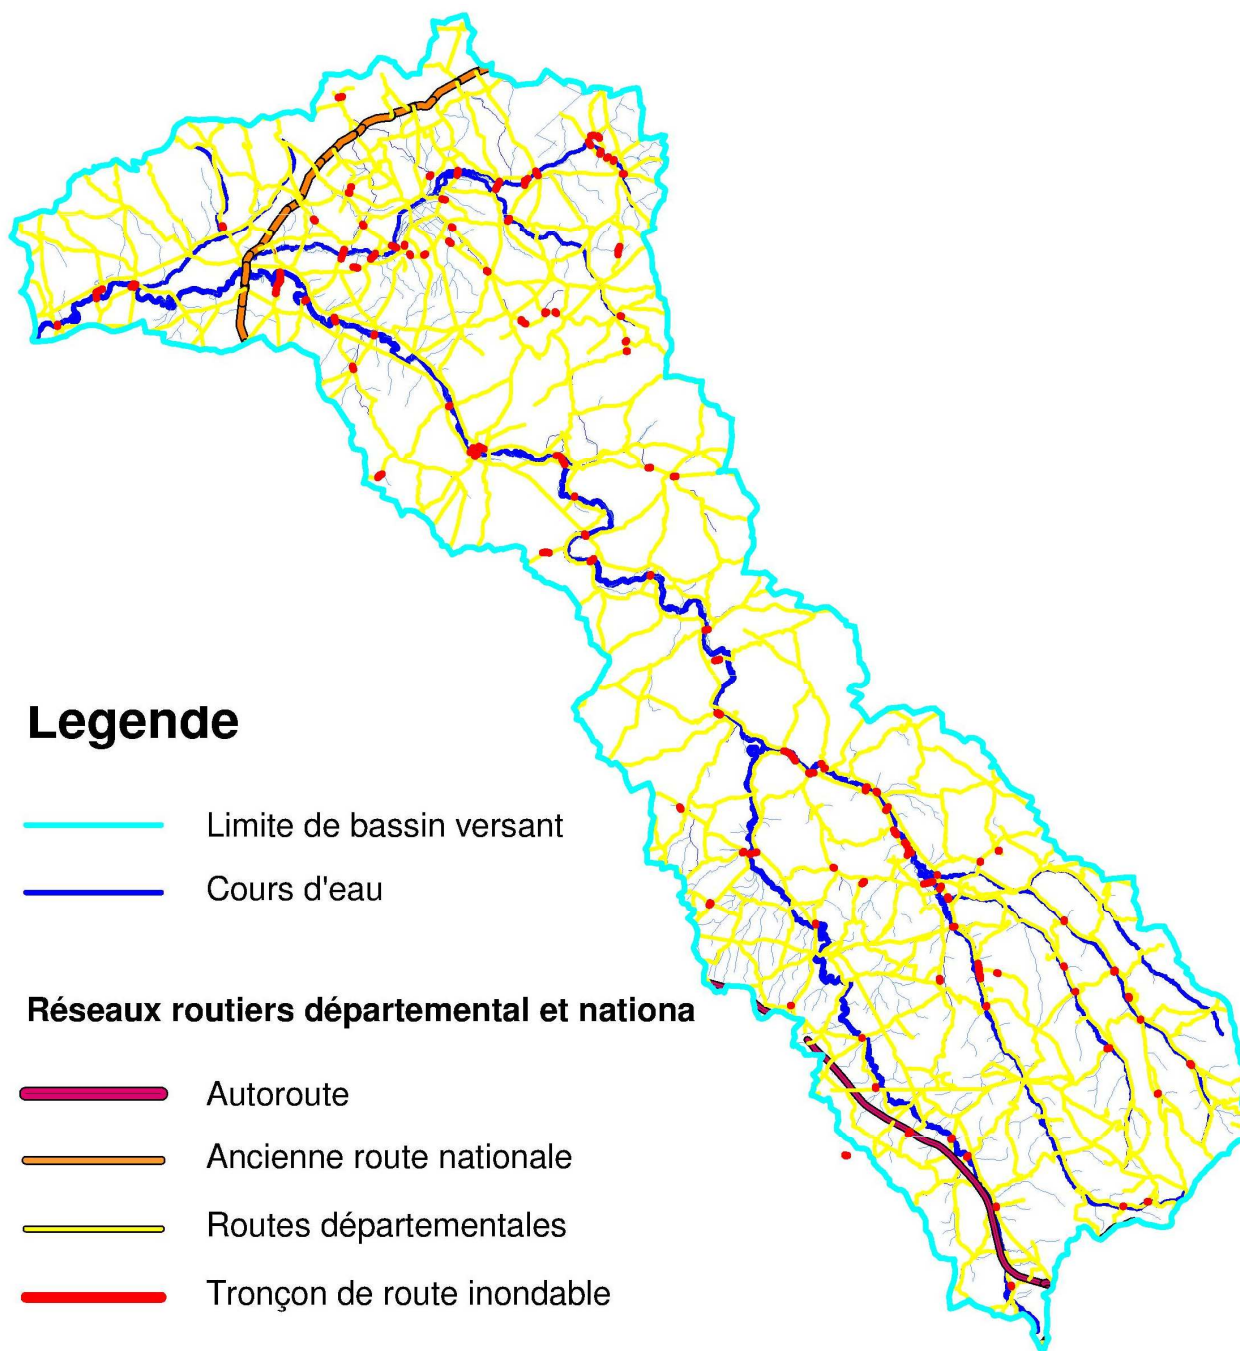 Legende
Limite de bassin versant
Cours d'eau
Réseaux routiers départemental et nationa
Autoroute
Ancienne route nationale
Routes départementales
Tronçon de route inondable